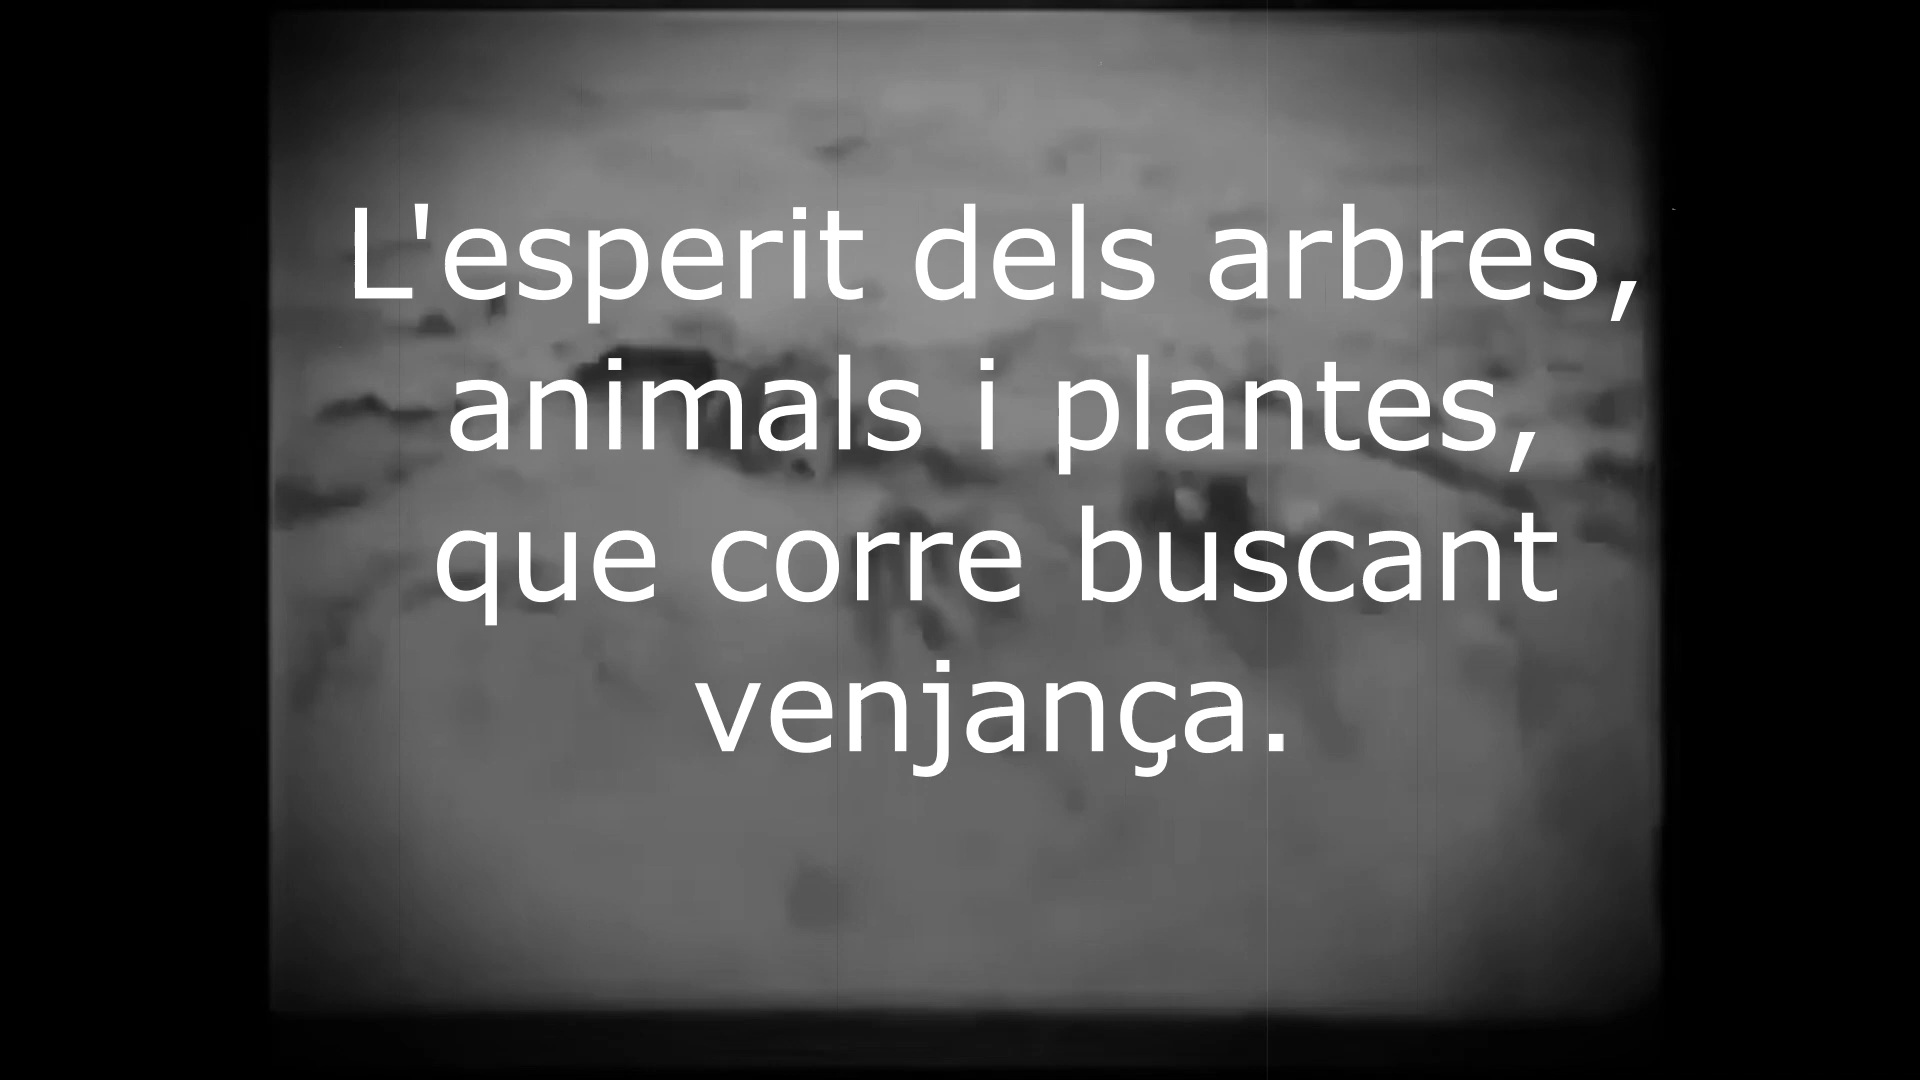 L'esperit dels arbres,
animals i plantes,
que corre buscant
venjança.